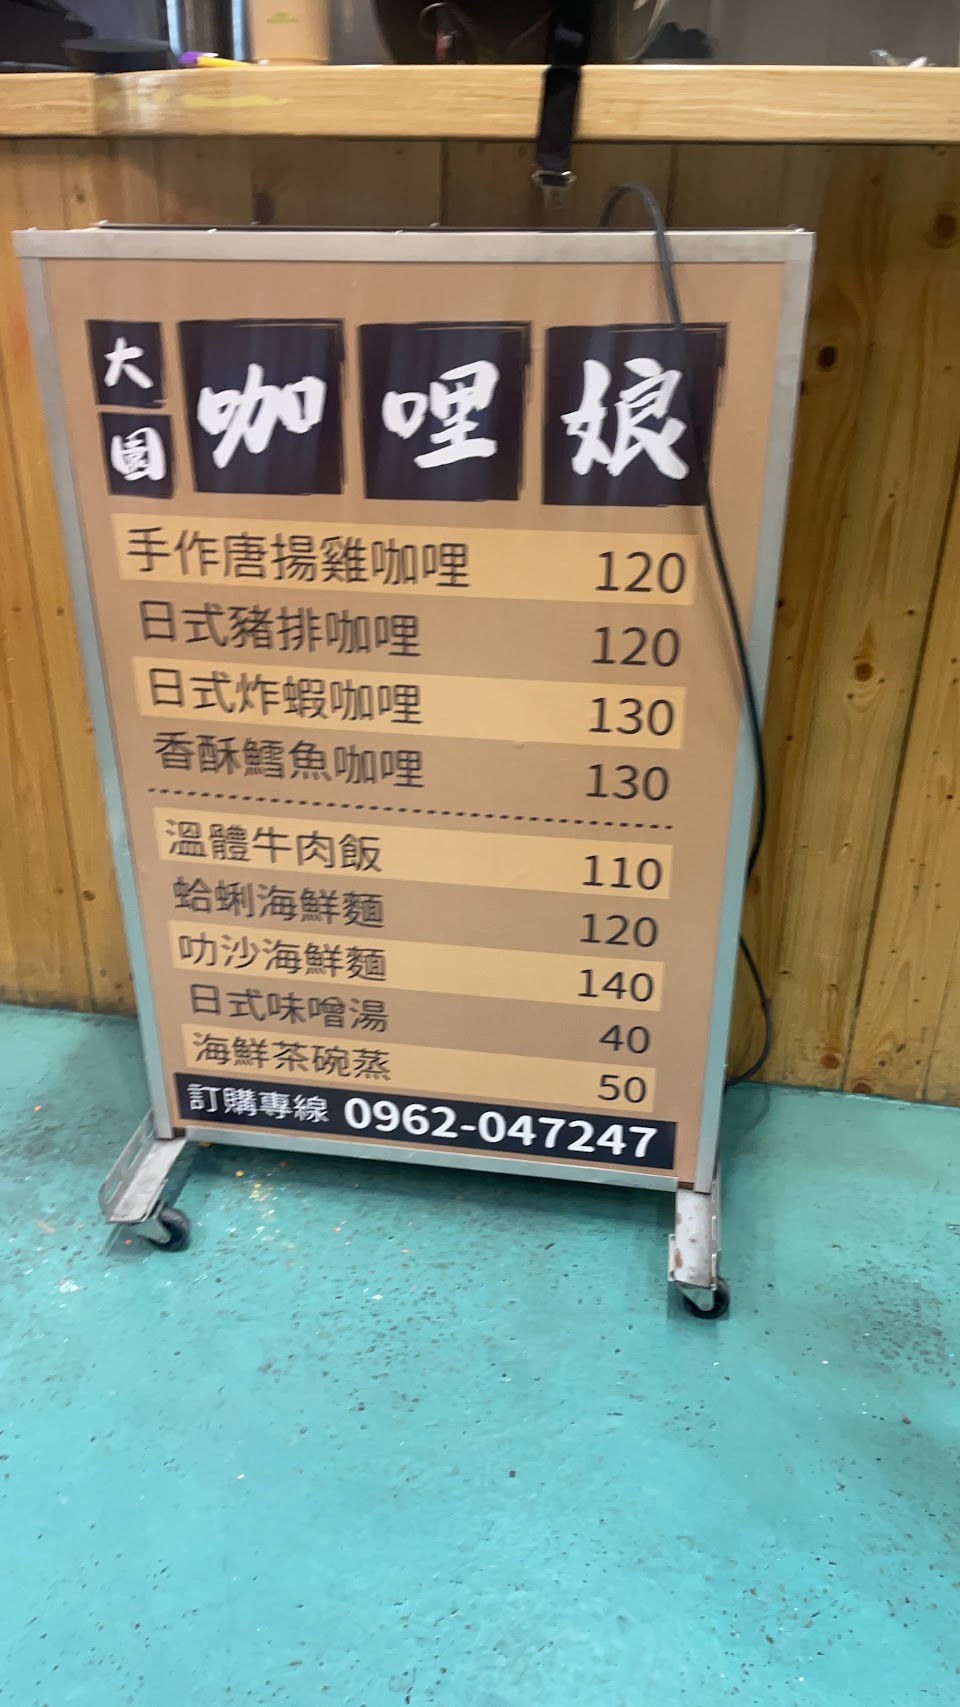 大園 咖哩娘
手作唐揚雞咖哩 120
日式豬排咖哩 120
日式炸蝦咖哩 130
香酥鱈魚咖哩 130
溫體牛肉飯 110
蛤蜊海鮮麵 120
叻沙海鮮麵 140
日式味噌湯 40
海鮮茶碗蒸 50
訂購專線 0962-047247